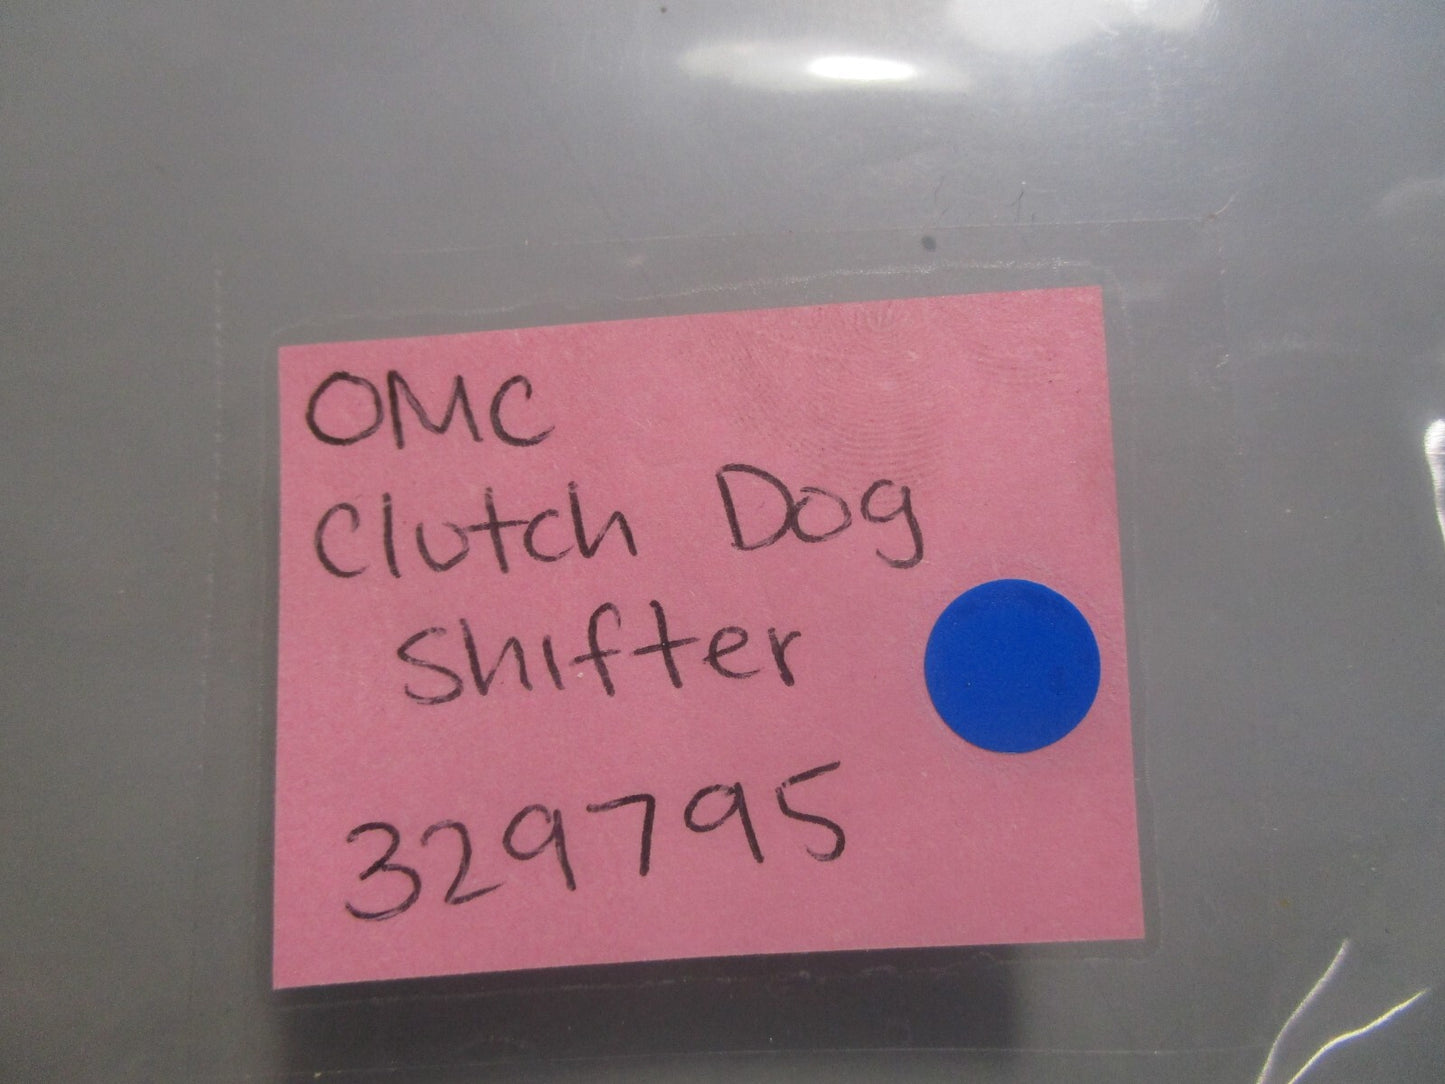 OMC
Clutch Dog
Shifter
329795